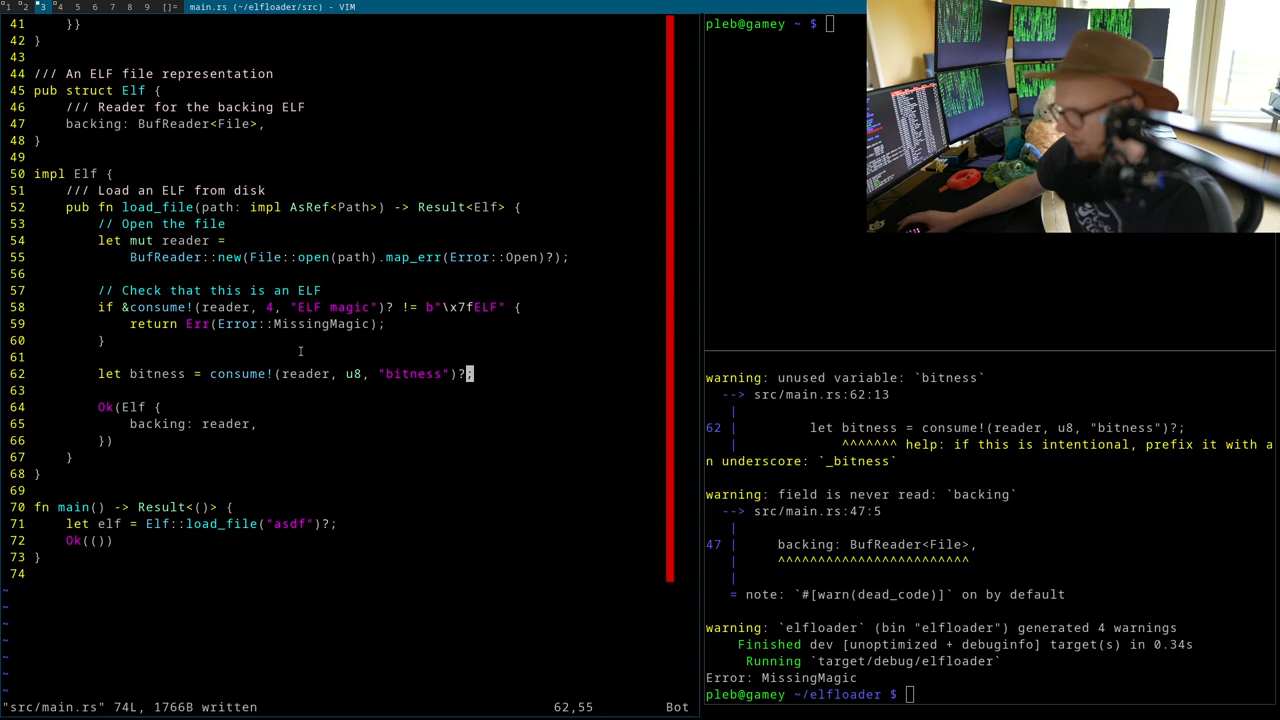 1 2 3 4 5 6 7 8 9 []= main.rs (~/elfloader/src) - VIM
41     }}
42 }
43
44 /// An ELF file representation
45 pub struct Elf {
46     /// Reader for the backing ELF
47     backing: BufReader<File>,
48 }
49
50 impl Elf {
51     /// Load an ELF from disk
52     pub fn load_file(path: impl AsRef<Path>) -> Result<Elf> {
53         // Open the file
54         let mut reader =
55             BufReader::new(File::open(path).map_err(Error::Open)?);
56
57         // Check that this is an ELF
58         if &consume!(reader, 4, "ELF magic")? != b"\x7fELF" {
59             return Err(Error::MissingMagic);
60         }
61
62         let bitness = consume!(reader, u8, "bitness")?;
63
64         Ok(Elf {
65             backing: reader,
66         })
67     }
68 }
69
70 fn main() -> Result<()> {
71     let elf = Elf::load_file("asdf")?;
72     Ok(())
73 }
74
~
~
~
~
~
~
~
"src/main.rs" 74L, 1766B written 62,55 Bot
pleb@gamey ~ $
warning: unused variable: `bitness`
  --> src/main.rs:62:13
   |
62 |         let bitness = consume!(reader, u8, "bitness")?;
   |             ^^^^^^^ help: if this is intentional, prefix it with a
n underscore: `_bitness`
warning: field is never read: `backing`
  --> src/main.rs:47:5
   |
47 |     backing: BufReader<File>,
   |     ^^^^^^^^^^^^^^^^^^^^^^^^
   |
   = note: `#[warn(dead_code)]` on by default
warning: `elfloader` (bin "elfloader") generated 4 warnings
    Finished dev [unoptimized + debuginfo] target(s) in 0.34s
     Running `target/debug/elfloader`
Error: MissingMagic
pleb@gamey ~/elfloader $